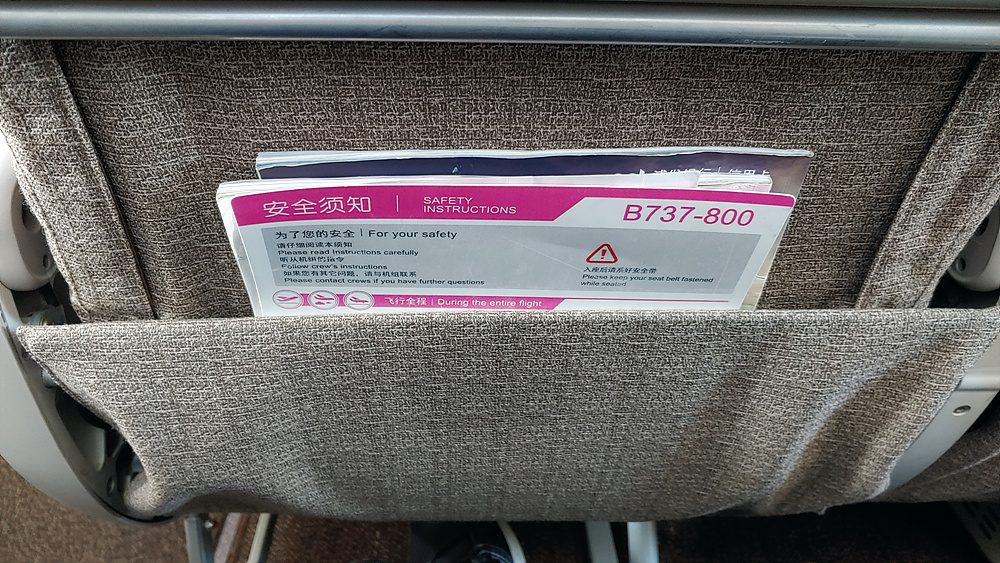 信用卡
安全须知 | SAFETY INSTRUCTIONS
B737-800
为了您的安全 | For your safety
请仔细阅读本须知
Please read Instructions carefully
听从机组的指令
Follow crew's instructions
如果您有其它问题，请与机组联系
Please contact crews if you have further questions
入座后请系好安全带
Please keep your seat belt fastened
while seated
飞行全程 | During the entire flight